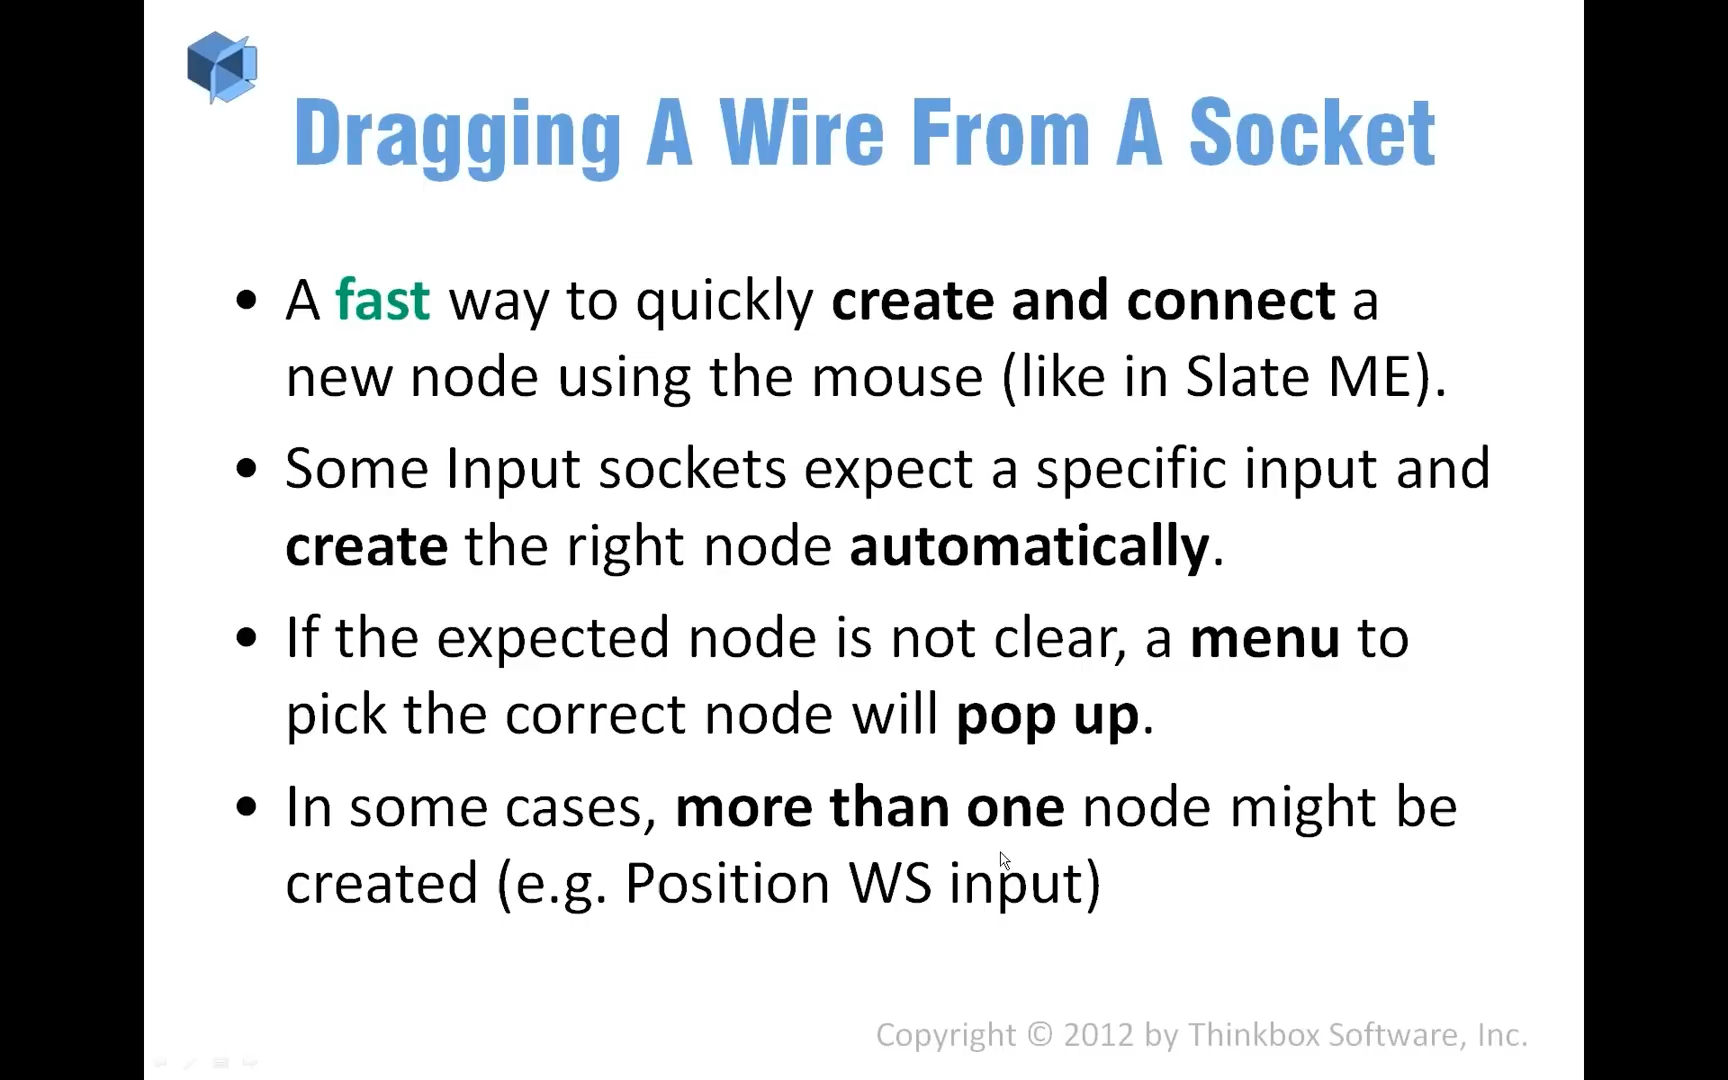 Dragging A Wire From A Socket
• A fast way to quickly create and connect a
new node using the mouse (like in Slate ME).
• Some Input sockets expect a specific input and
create the right node automatically.
• If the expected node is not clear, a menu to
pick the correct node will pop up.
• In some cases, more than one node might be
created (e.g. Position WS input)
Copyright © 2012 by Thinkbox Software, Inc.